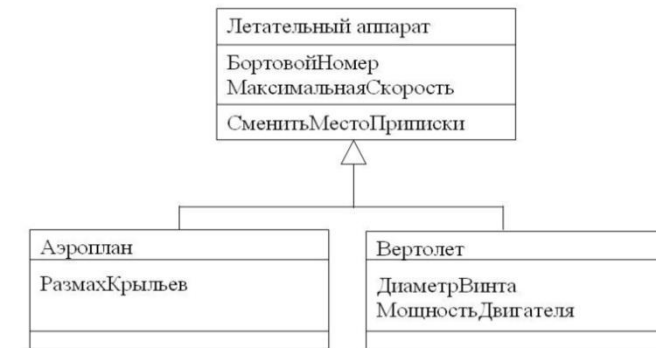 Летательный аппарат
БортовойНомер
МаксимальнаяСкорость
СменитьМестоПриписки
Аэроплан
РазмахКрыльев
Вертолет
ДиаметрВинта
МощностьДвигателя